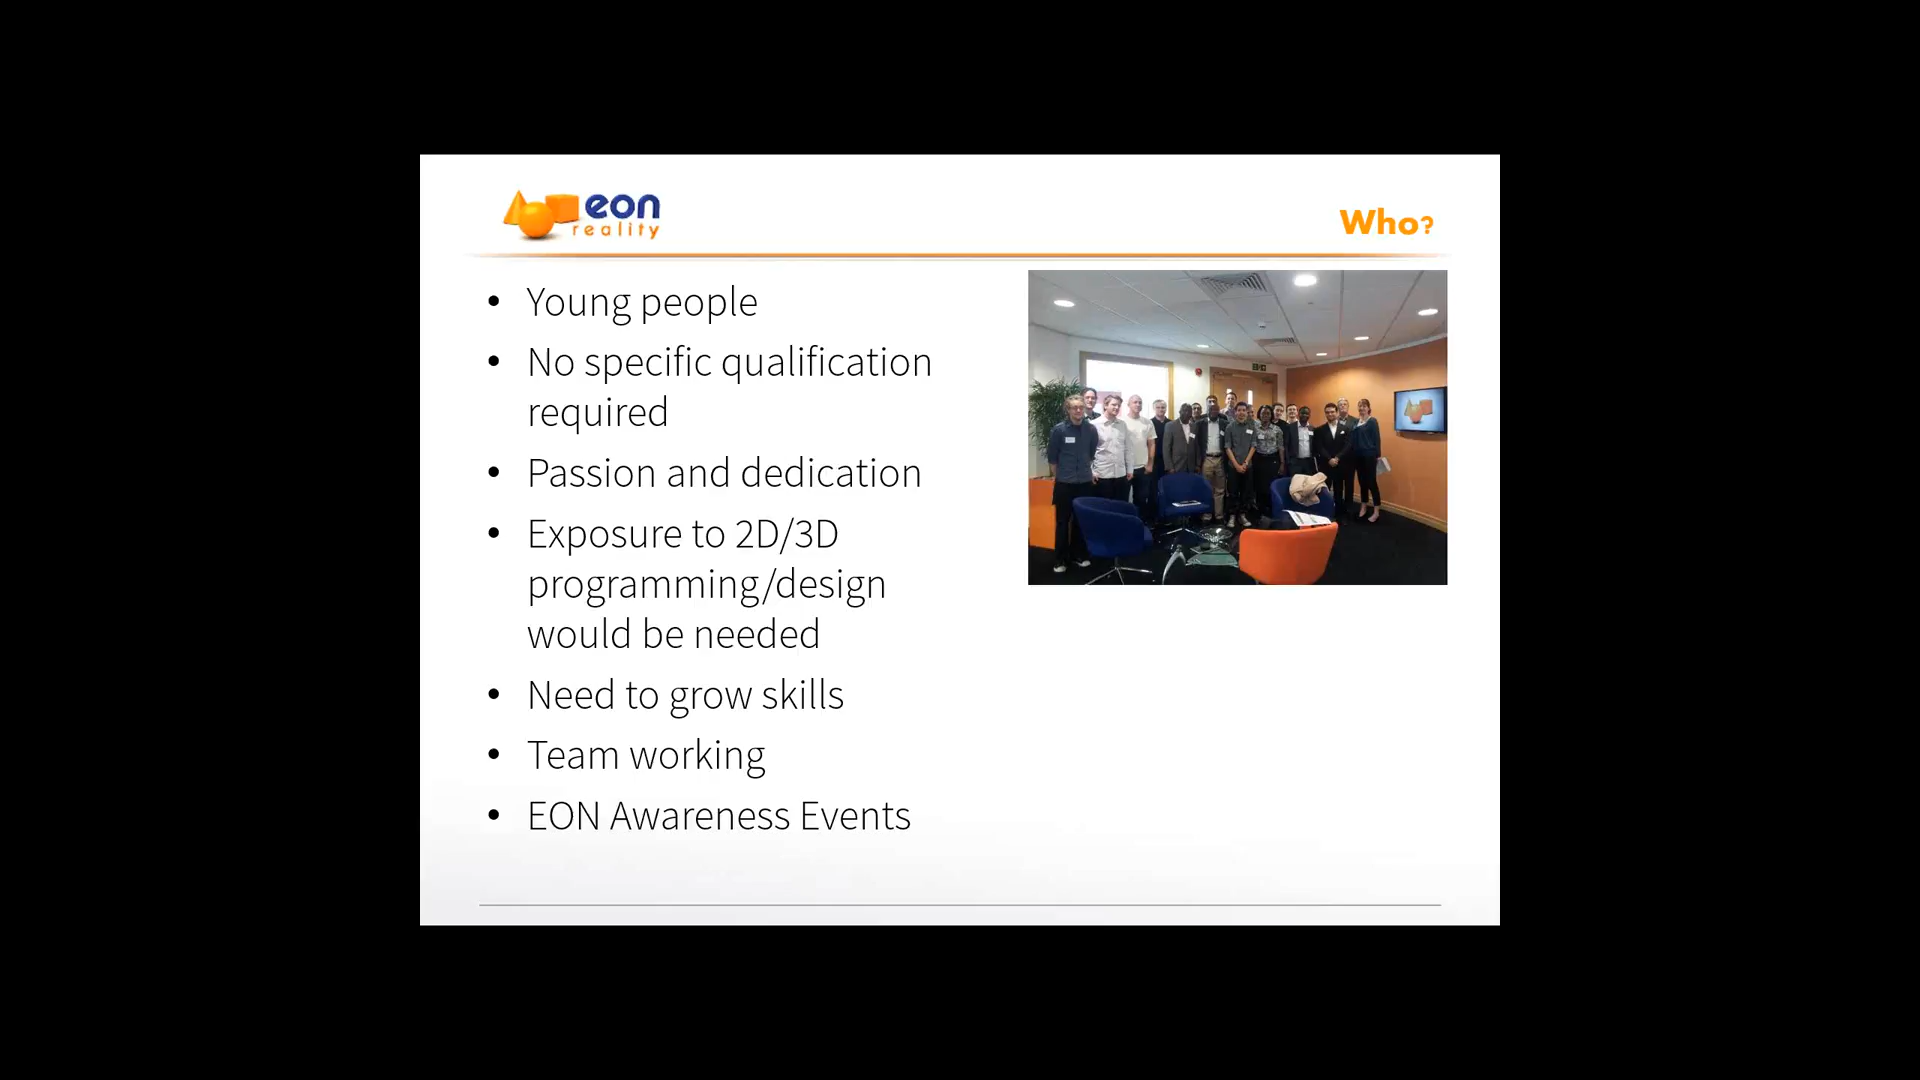 eon
reality
Who?
• Young people
• No specific qualification
required
• Passion and dedication
• Exposure to 2D/3D
programming/design
would be needed
• Need to grow skills
• Team working
• EON Awareness Events